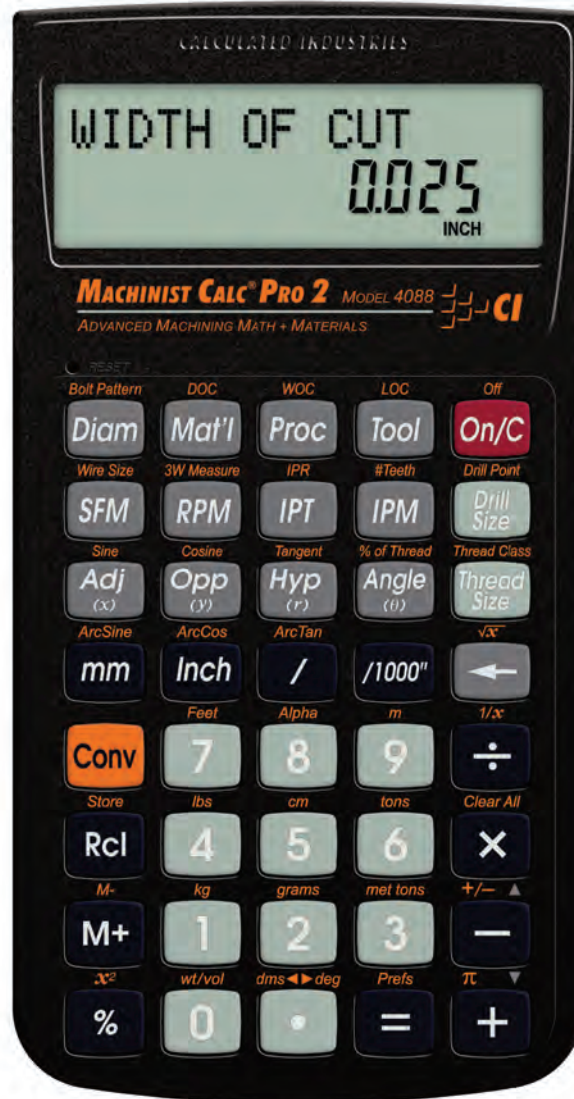 CALCULATED INDUSTRIES
WIDTH OF CUT
0.025
INCH
MACHINIST CALC® PRO 2 MODEL 4088 CI
ADVANCED MACHINING MATH + MATERIALS
RESET
Bolt Pattern DOC WOC LOC Off
Diam Mat'l Proc Tool On/C
Wire Size 3W Measure IPR #Teeth Drill Point
SFM RPM IPT IPM Drill Size
Sine Cosine Tangent % of Thread Thread Class
Adj (x) Opp (y) Hyp (r) Angle (θ) Thread Size
ArcSine ArcCos ArcTan √x
mm Inch / /1000" ←
Feet Alpha m 1/x
Conv 7 8 9 ÷
Store lbs cm tons Clear All
Rcl 4 5 6 ×
M- kg grams met tons +/− ▲
M+ 1 2 3 −
x² wt/vol dms◀▶deg Prefs π ▼
% 0 • = +